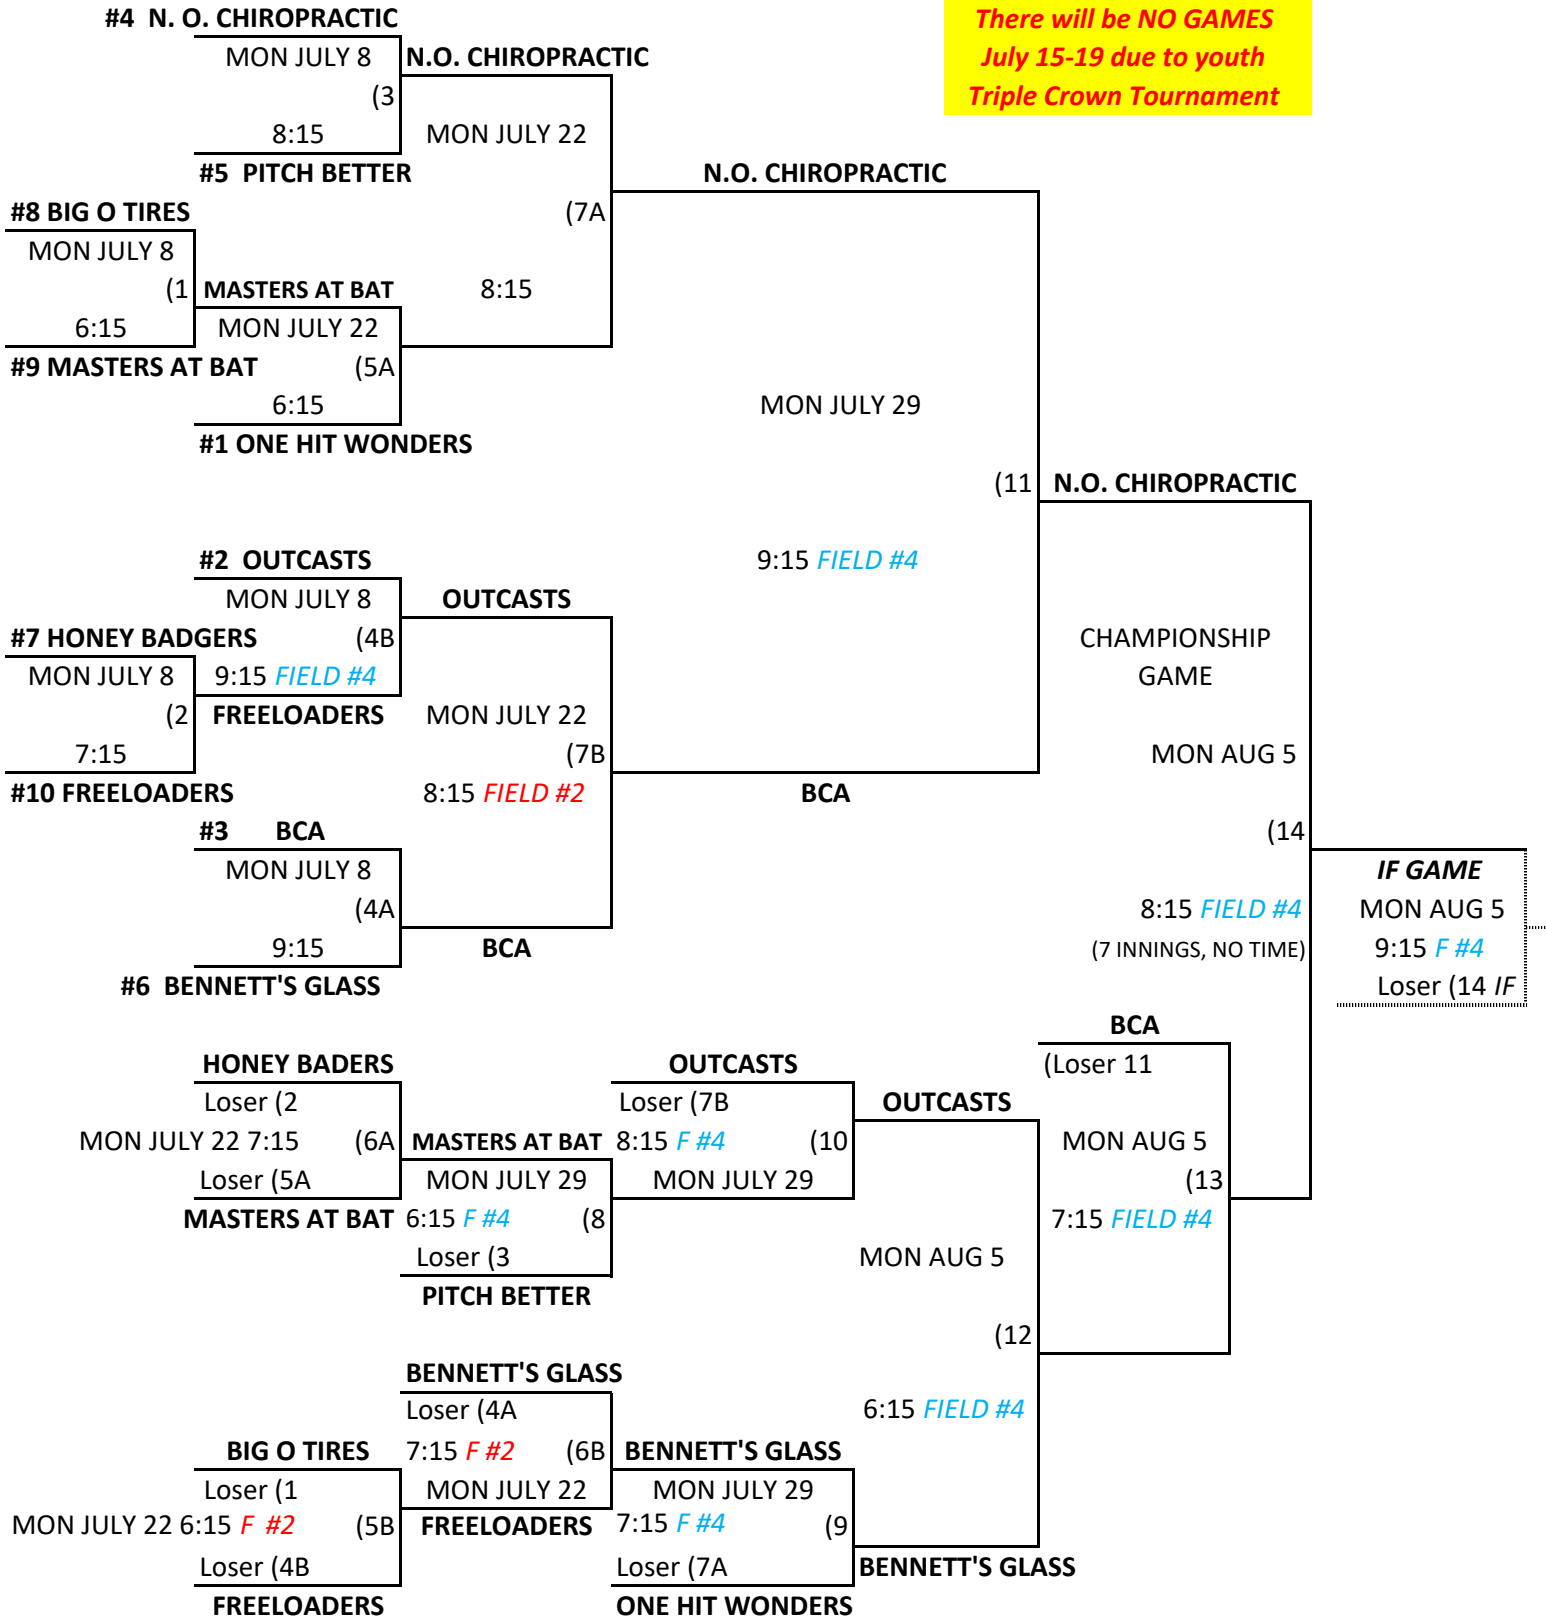 #4  N. O. CHIROPRACTIC
There will be NO GAMES
July 15-19 due to youth
Triple Crown Tournament
MON JULY 8
N.O. CHIROPRACTIC
(3
8:15
MON JULY 22
#5  PITCH BETTER
N.O. CHIROPRACTIC
#8 BIG O TIRES
(7A
MON JULY 8
(1
MASTERS AT BAT
8:15
6:15
MON JULY 22
#9 MASTERS AT BAT
(5A
6:15
MON JULY 29
#1 ONE HIT WONDERS
(11
N.O. CHIROPRACTIC
#2  OUTCASTS
9:15 FIELD #4
MON JULY 8
OUTCASTS
#7 HONEY BADGERS
(4B
CHAMPIONSHIP
GAME
MON JULY 8
9:15 FIELD #4
(2
FREELOADERS
MON JULY 22
7:15
(7B
MON AUG 5
#10 FREELOADERS
8:15 FIELD #2
BCA
#3      BCA
(14
MON JULY 8
IF GAME
(4A
8:15 FIELD #4
MON AUG 5
9:15
BCA
(7 INNINGS, NO TIME)
9:15 F #4
#6  BENNETT'S GLASS
Loser (14 IF
BCA
HONEY BADERS
OUTCASTS
(Loser 11
Loser (2
Loser (7B
OUTCASTS
MON JULY 22 7:15
(6A
MASTERS AT BAT
8:15 F #4
(10
MON AUG 5
Loser (5A
MON JULY 29
MON JULY 29
(13
MASTERS AT BAT
6:15 F #4
(8
7:15 FIELD #4
Loser (3
MON AUG 5
PITCH BETTER
(12
BENNETT'S GLASS
Loser (4A
6:15 FIELD #4
BIG O TIRES
7:15 F #2
(6B
BENNETT'S GLASS
Loser (1
MON JULY 22
MON JULY 29
MON JULY 22 6:15 F  #2
(5B
FREELOADERS
7:15 F #4
(9
Loser (4B
Loser (7A
BENNETT'S GLASS
FREELOADERS
ONE HIT WONDERS